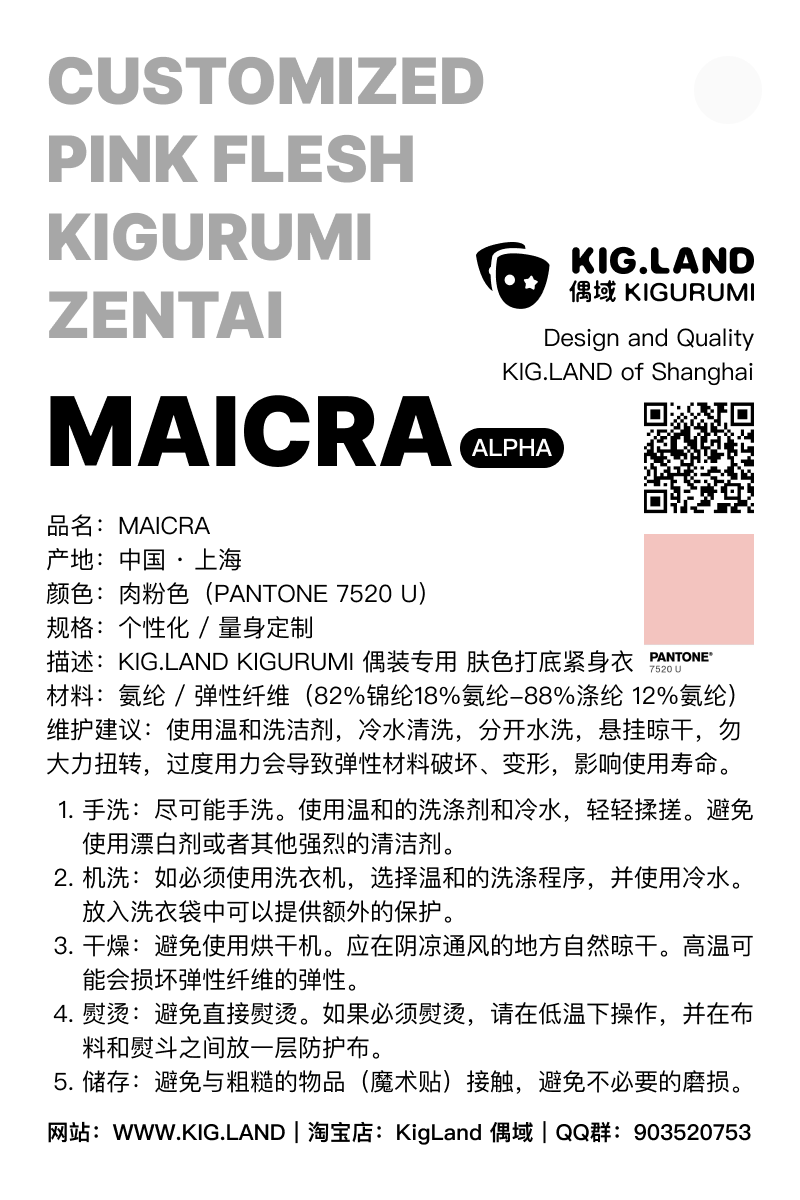 CUSTOMIZED
PINK FLESH
KIGURUMI
ZENTAI
KIG.LAND
偶域 KIGURUMI
Design and Quality
KIG.LAND of Shanghai
MAICRA ALPHA
品名：MAICRA
产地：中国 · 上海
颜色：肉粉色（PANTONE 7520 U）
规格：个性化 / 量身定制
描述：KIG.LAND KIGURUMI 偶装专用 肤色打底紧身衣
PANTONE®
7520 U
材料：氨纶 / 弹性纤维（82%锦纶18%氨纶–88%涤纶 12%氨纶）
维护建议：使用温和洗洁剂，冷水清洗，分开水洗，悬挂晾干，勿
大力扭转，过度用力会导致弹性材料破坏、变形，影响使用寿命。
1. 手洗：尽可能手洗。使用温和的洗涤剂和冷水，轻轻揉搓。避免
使用漂白剂或者其他强烈的清洁剂。
2. 机洗：如必须使用洗衣机，选择温和的洗涤程序，并使用冷水。
放入洗衣袋中可以提供额外的保护。
3. 干燥：避免使用烘干机。应在阴凉通风的地方自然晾干。高温可
能会损坏弹性纤维的弹性。
4. 熨烫：避免直接熨烫。如果必须熨烫，请在低温下操作，并在布
料和熨斗之间放一层防护布。
5. 储存：避免与粗糙的物品（魔术贴）接触，避免不必要的磨损。
网站：WWW.KIG.LAND | 淘宝店：KigLand 偶域 | QQ群：903520753